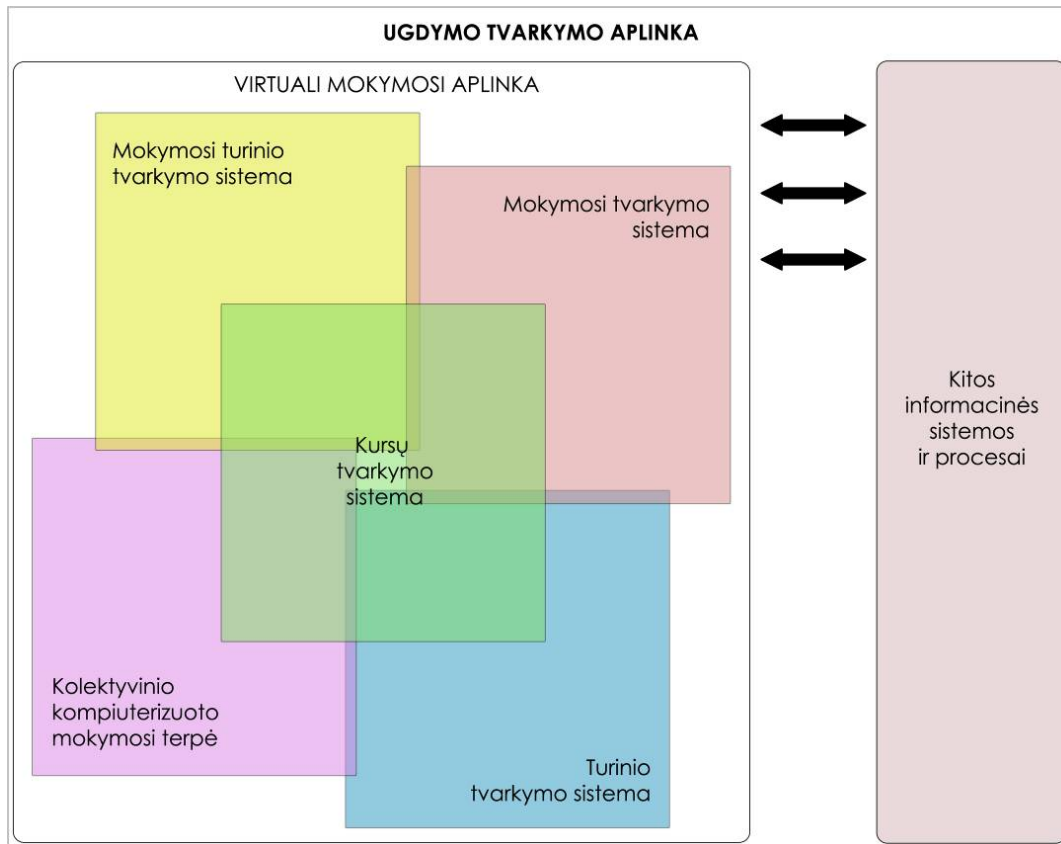 UGDYMO TVARKYMO APLINKA
VIRTUALI MOKYMOSI APLINKA
Mokymosi turinio
tvarkymo sistema
Mokymosi tvarkymo
sistema
Kursų
tvarkymo
sistema
Kolektyvinio
kompiuterizuoto
mokymosi terpė
Turinio
tvarkymo sistema
Kitos
informacinės
sistemos
ir procesai